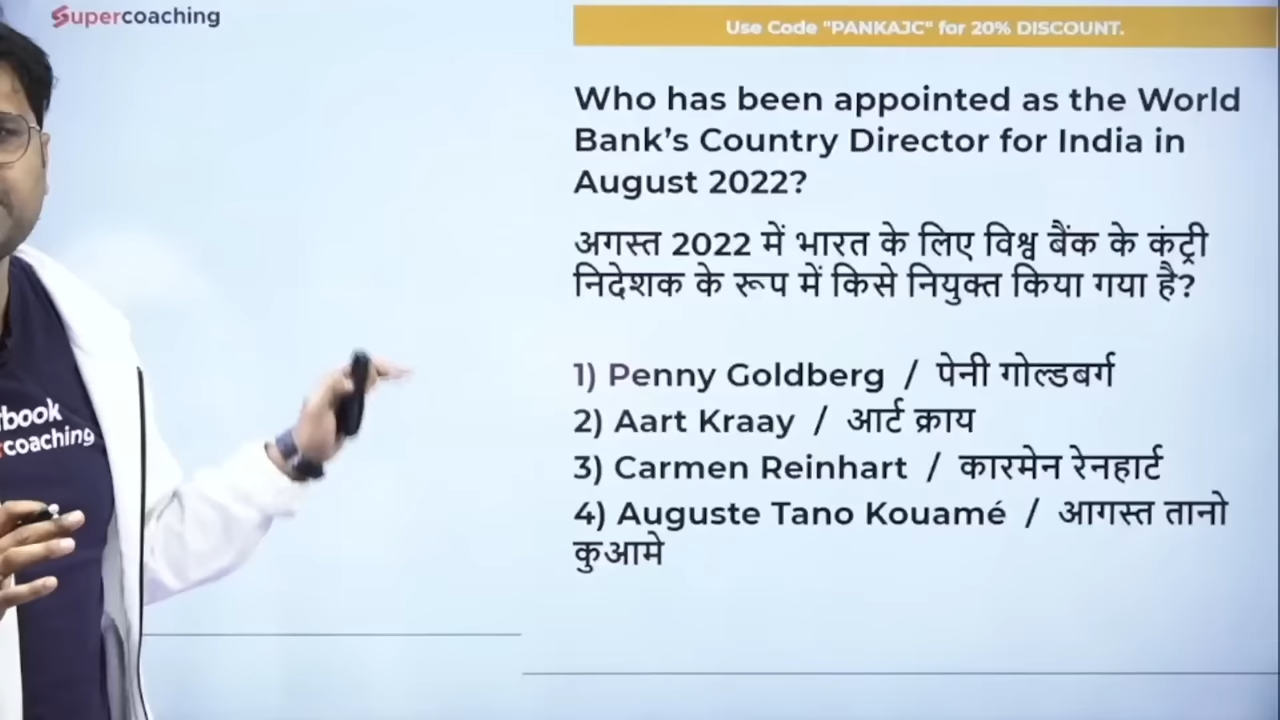 Supercoaching
Use Code "PANKAJC" for 20% DISCOUNT.
Who has been appointed as the World
Bank's Country Director for India in
August 2022?
अगस्त 2022 में भारत के लिए विश्व बैंक के कंट्री
निदेशक के रूप में किसे नियुक्त किया गया है?
1) Penny Goldberg / पेनी गोल्डबर्ग
2) Aart Kraay / आर्ट क्राय
3) Carmen Reinhart / कारमेन रेनहार्ट
4) Auguste Tano Kouamé / आगस्त तानो
कुआमे
book
coaching